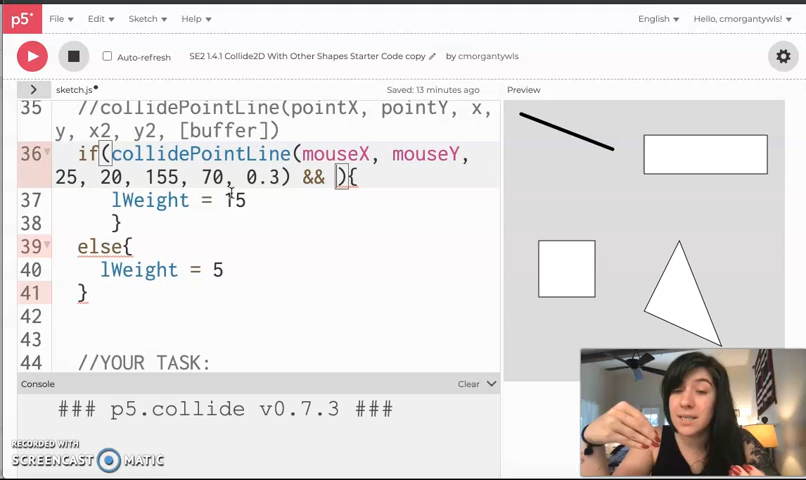 p5* File Edit Sketch Help English Hello, cmorgantywls!
Auto-refresh SE2 1.4.1 Collide2D With Other Shapes Starter Code copy by cmorgantywls
sketch.js Saved: 13 minutes ago Preview
35 //collidePointLine(pointX, pointY, x,
y, x2, y2, [buffer])
36 if(collidePointLine(mouseX, mouseY,
25, 20, 155, 70, 0.3) && ){
37 lWeight = 15
38 }
39 else{
40 lWeight = 5
41 }
42
43
44 //YOUR TASK:
Console Clear
### p5.collide v0.7.3 ###
RECORDED WITH
SCREENCAST MATIC